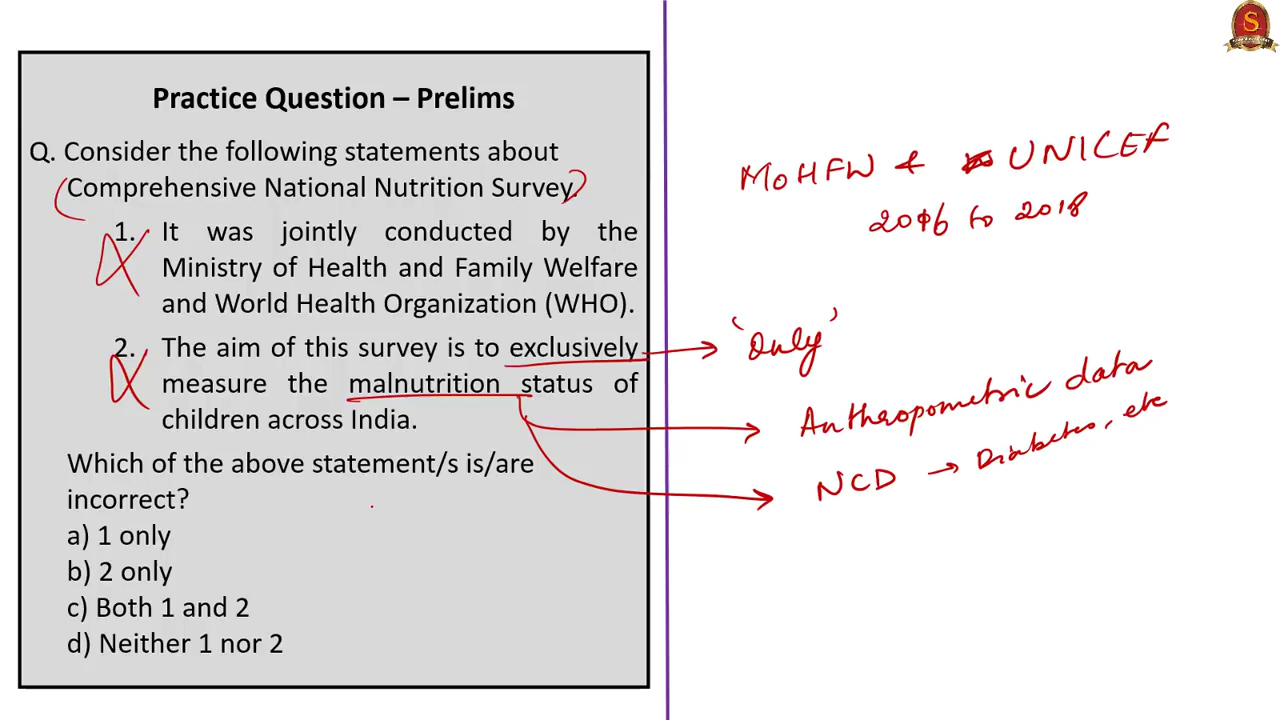 Practice Question – Prelims
Q. Consider the following statements about
Comprehensive National Nutrition Survey.
1. It was jointly conducted by the
Ministry of Health and Family Welfare
and World Health Organization (WHO).
2. The aim of this survey is to exclusively
measure the malnutrition status of
children across India.
Which of the above statement/s is/are
incorrect?
a) 1 only
b) 2 only
c) Both 1 and 2
d) Neither 1 nor 2
MoHFW & UNICEF
2016 to 2018
'Only'
Anthropometric data
NCD → Diabetes, etc
S